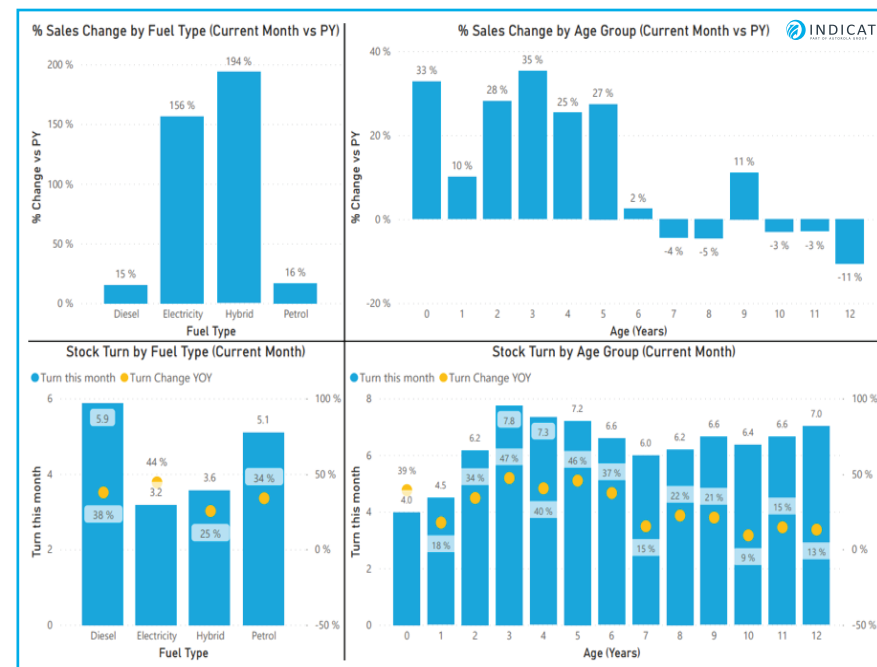 % Sales Change by Fuel Type (Current Month vs PY)
200 %
150 %
100 %
50 %
0 %
% Change vs PY
15 %
156 %
194 %
16 %
Diesel
Electricity
Hybrid
Petrol
Fuel Type
% Sales Change by Age Group (Current Month vs PY)
INDICAT
PART OF AUTOROLA GROUP
40 %
20 %
0 %
-20 %
% Change vs PY
33 %
10 %
28 %
35 %
25 %
27 %
2 %
-4 %
-5 %
11 %
-3 %
-3 %
-11 %
0 1 2 3 4 5 6 7 8 9 10 11 12
Age (Years)
Stock Turn by Fuel Type (Current Month)
Turn this month Turn Change YOY
6
4
2
0
Turn this month
100 %
50 %
0 %
-50 %
5.9
38 %
44 %
3.2
3.6
25 %
5.1
34 %
Diesel
Electricity
Hybrid
Petrol
Fuel Type
Stock Turn by Age Group (Current Month)
Turn this month Turn Change YOY
8
6
4
2
0
Turn this month
100 %
50 %
0 %
-50 %
39 %
4.0
4.5
18 %
6.2
34 %
7.8
47 %
7.3
40 %
7.2
46 %
6.6
37 %
6.0
15 %
6.2
22 %
6.6
21 %
6.4
9 %
6.6
15 %
7.0
13 %
0 1 2 3 4 5 6 7 8 9 10 11 12
Age (Years)